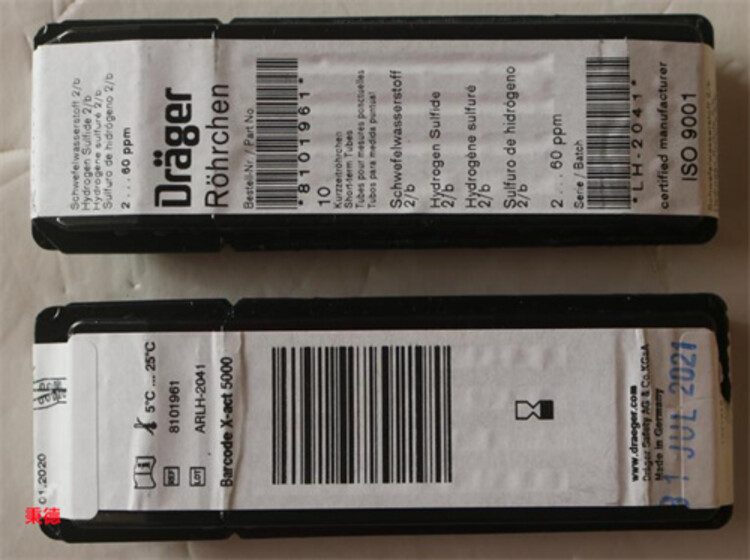 Schwefelwasserstoff 2/b
Hydrogen Sulfide 2/b
Hydrogène sulfuré 2/b
Sulfuro de hidrógeno 2/b
2 ... 60 ppm
Dräger
Röhrchen
Bestell-Nr / Part No.
*8101961*
10
Kurzzeitröhrchen
Short-term Tubes
Tubes pour mesures ponctuelles
Tubos para medida puntual
Schwefelwasserstoff
2/b
Hydrogen Sulfide
2/b
Hydrogène sulfuré
2/b
Sulfuro de hidrógeno
2/b
2 ... 60 ppm
Serie / Batch
*LH-2041*
certified manufacturer
ISO 9001
01.2020
5°C ... 25°C
REF 8101961
LOT ARLH-2041
Barcode X-act 5000
www.draeger.com
Dräger Safety AG & Co. KGaA
Made in Germany
31 JUL 2021
秉德